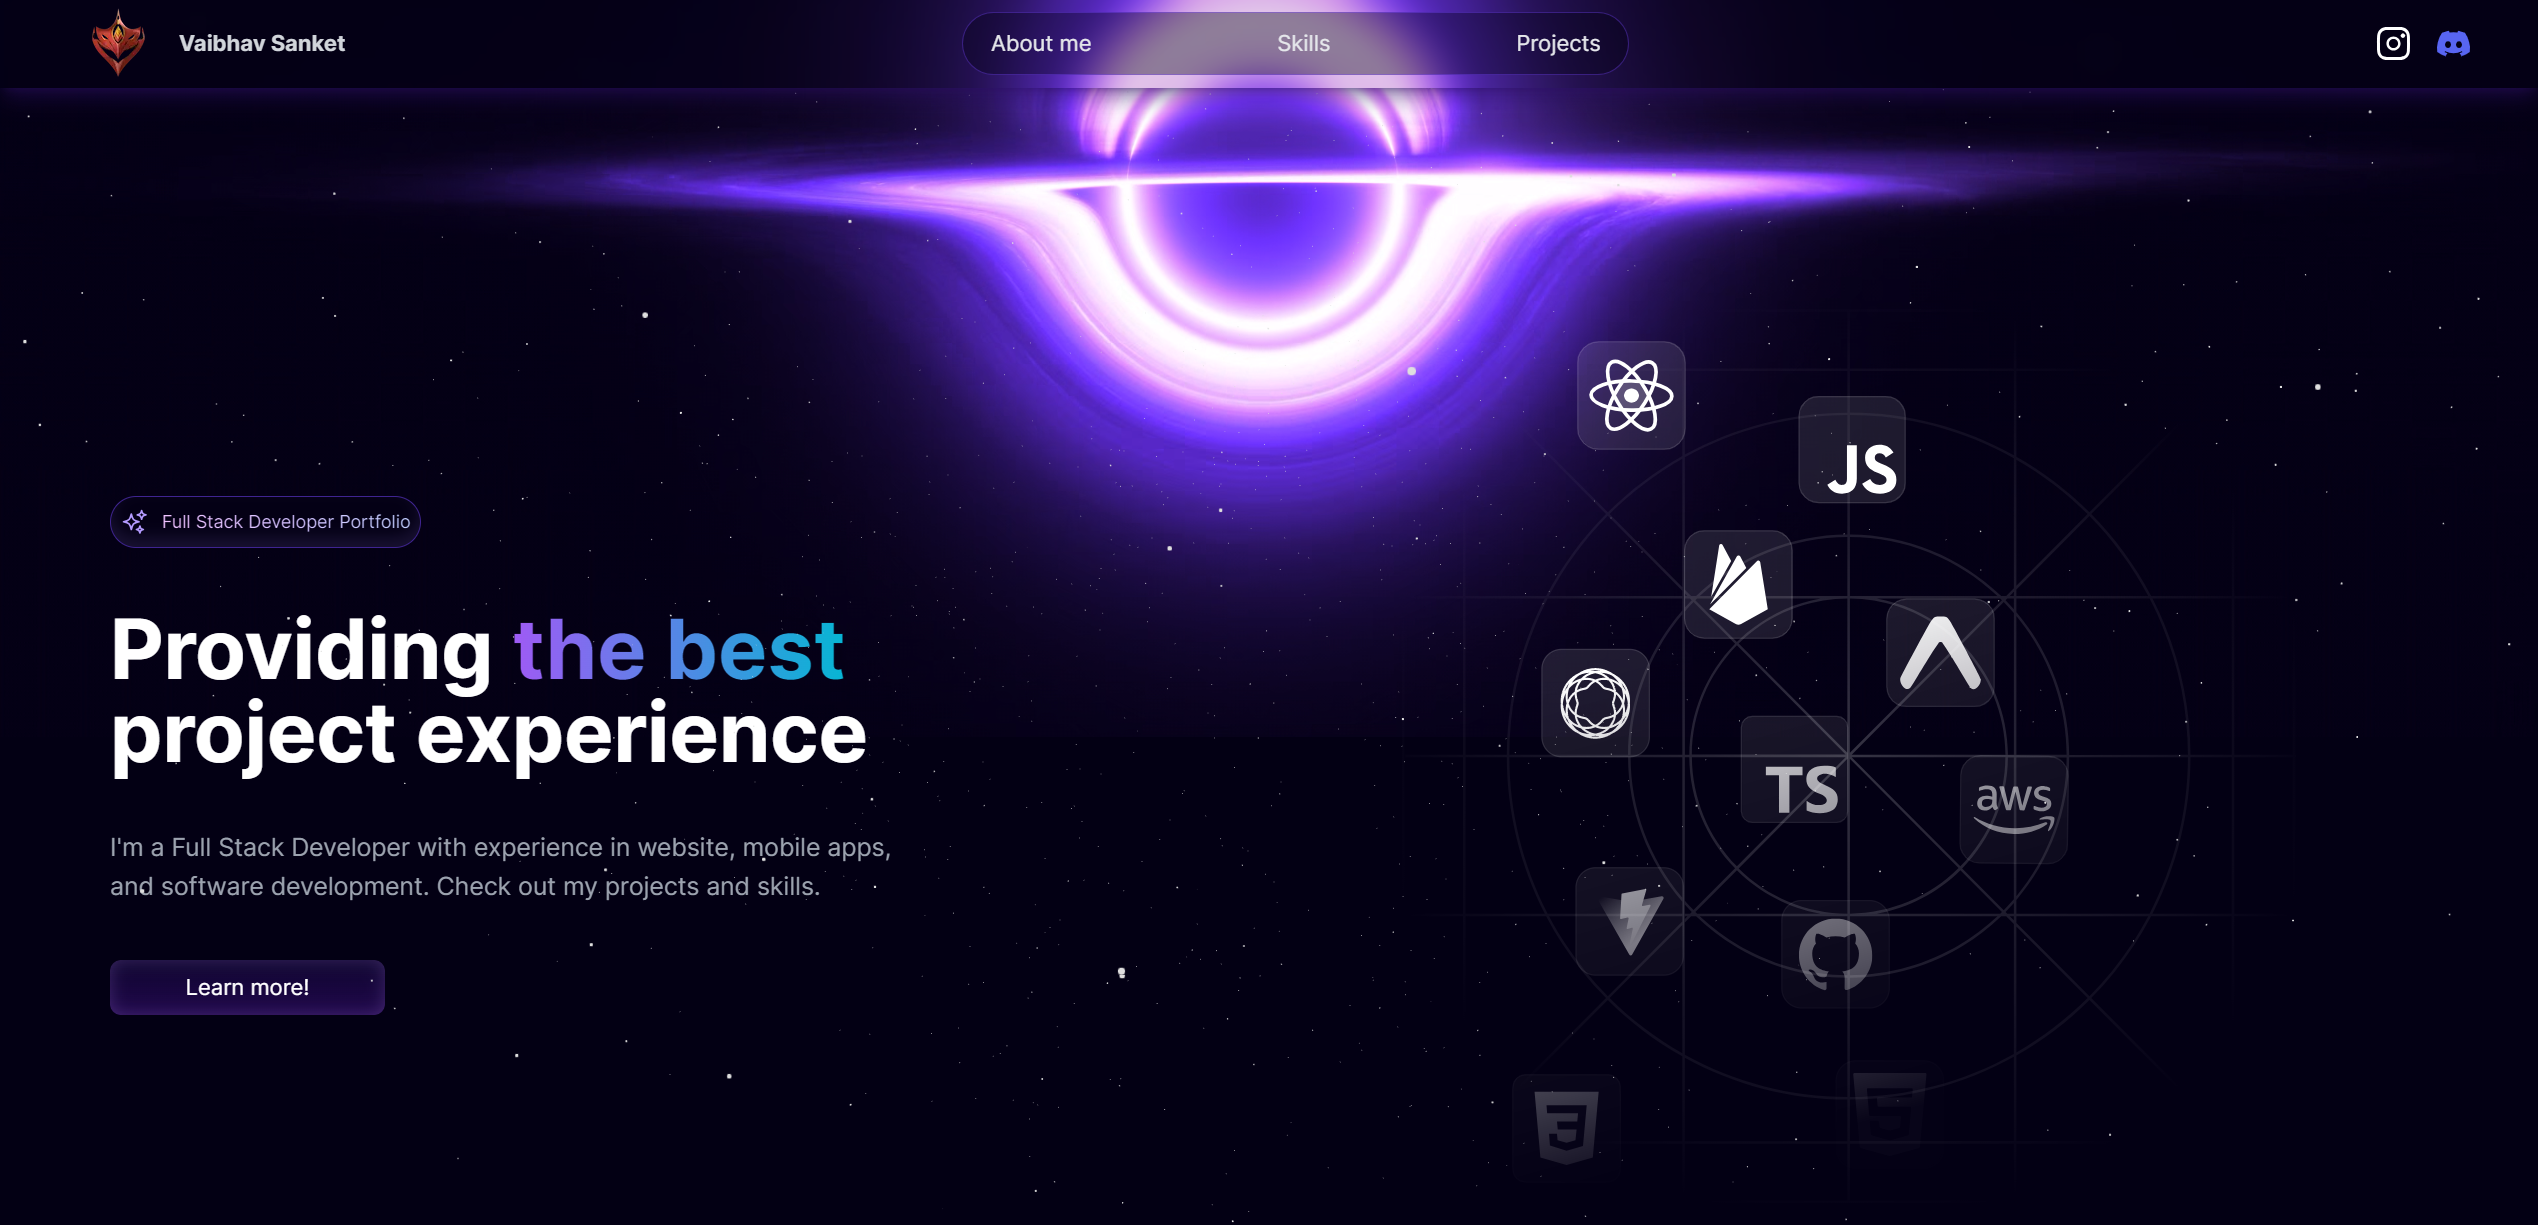 Vaibhav Sanket
About me
Skills
Projects
JS
Full Stack Developer Portfolio
Providing the best
project experience
TS
aws
I'm a Full Stack Developer with experience in website, mobile apps,
and software development. Check out my projects and skills.
Learn more!
3
5